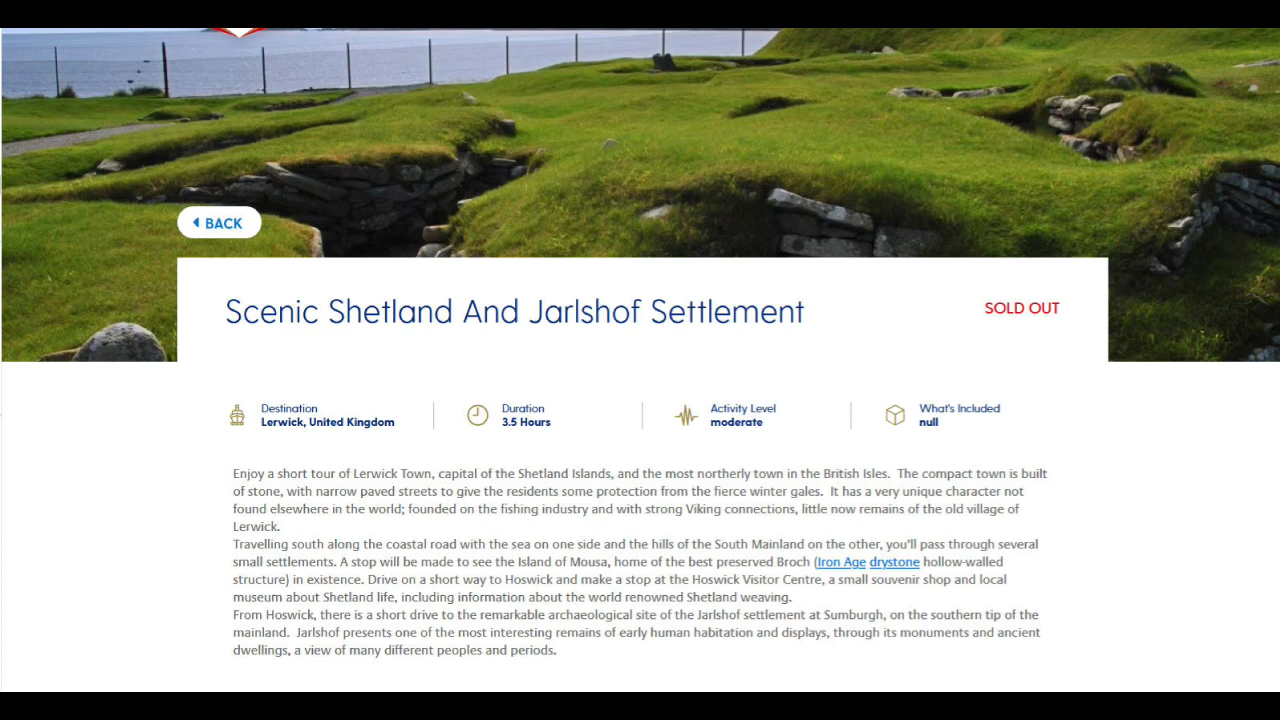 BACK
Scenic Shetland And Jarlshof Settlement
SOLD OUT
Destination
Lerwick, United Kingdom
Duration
3.5 Hours
Activity Level
moderate
What's Included
null
Enjoy a short tour of Lerwick Town, capital of the Shetland Islands, and the most northerly town in the British Isles.  The compact town is built
of stone, with narrow paved streets to give the residents some protection from the fierce winter gales.  It has a very unique character not
found elsewhere in the world; founded on the fishing industry and with strong Viking connections, little now remains of the old village of
Lerwick.
Travelling south along the coastal road with the sea on one side and the hills of the South Mainland on the other, you'll pass through several
small settlements. A stop will be made to see the Island of Mousa, home of the best preserved Broch (Iron Age drystone hollow-walled
structure) in existence. Drive on a short way to Hoswick and make a stop at the Hoswick Visitor Centre, a small souvenir shop and local
museum about Shetland life, including information about the world renowned Shetland weaving.
From Hoswick, there is a short drive to the remarkable archaeological site of the Jarlshof settlement at Sumburgh, on the southern tip of the
mainland.  Jarlshof presents one of the most interesting remains of early human habitation and displays, through its monuments and ancient
dwellings, a view of many different peoples and periods.